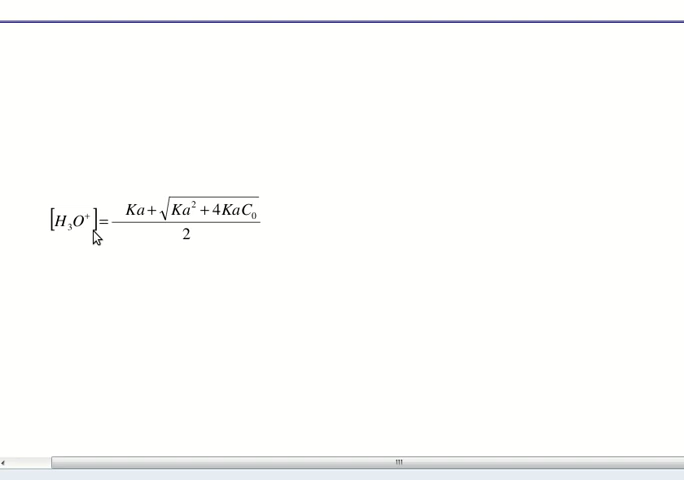 [H₃O⁺] = (Ka + √(Ka² + 4KaC₀)) / 2